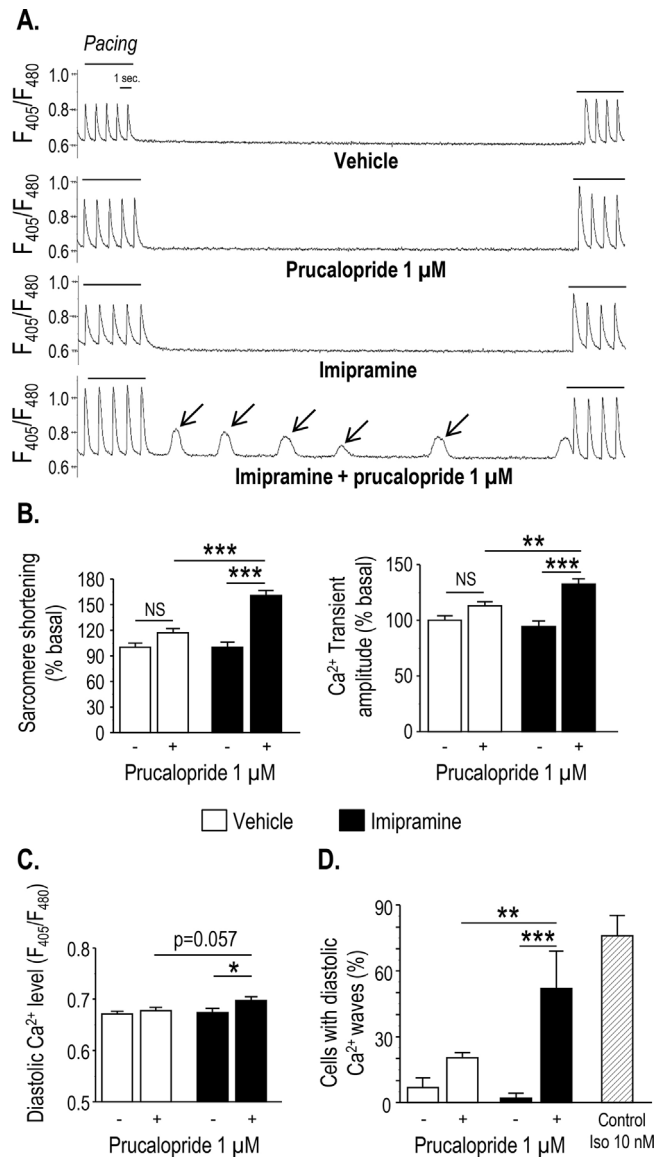 A.
Pacing
1 sec.
F405/F480
1.0
0.8
0.6
Vehicle
F405/F480
1.0
0.8
0.6
Prucalopride 1 µM
F405/F480
1.0
0.8
0.6
Imipramine
F405/F480
1.0
0.8
0.6
Imipramine + prucalopride 1 µM
B.
Sarcomere shortening
(% basal)
180
150
120
90
60
30
0
NS
***
***
- + - +
Prucalopride 1 µM
Ca2+ Transient
amplitude (% basal)
150
100
50
0
NS
**
***
- + - +
Prucalopride 1 µM
Vehicle
Imipramine
C.
Diastolic Ca2+ level (F405/F480)
0.8
0.7
0.6
0.5
p=0.057
*
- + - +
Prucalopride 1 µM
D.
Cells with diastolic
Ca2+ waves (%)
90
60
30
0
**
***
- + - +
Prucalopride 1 µM
Control
Iso 10 nM